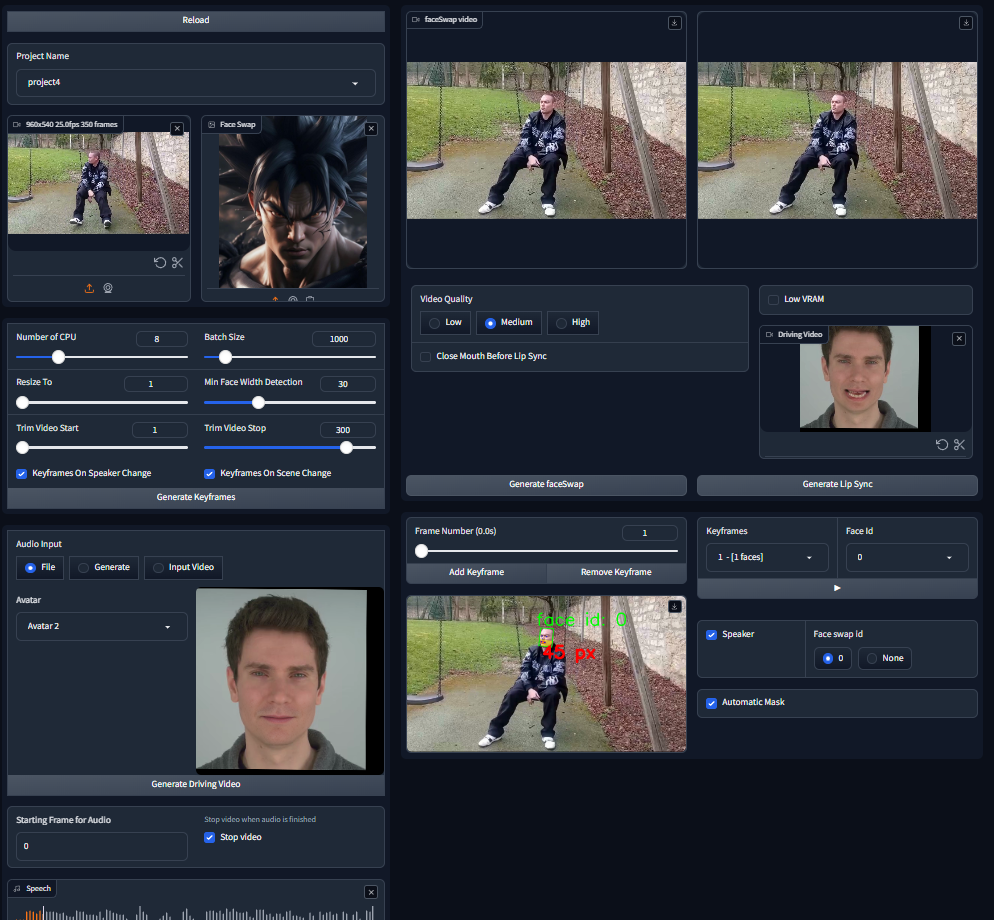 Reload
Project Name
project4
960x540 25.0fps 350 frames
Face Swap
Number of CPU 8
Batch Size 1000
Resize To 1
Min Face Width Detection 30
Trim Video Start 1
Trim Video Stop 300
Keyframes On Speaker Change
Keyframes On Scene Change
Generate Keyframes
Audio Input
File Generate Input Video
Avatar
Avatar 2
Generate Driving Video
Starting Frame for Audio
0
Stop video when audio is finished
Stop video
Speech
faceSwap video
Video Quality
Low Medium High
Close Mouth Before Lip Sync
Low VRAM
Driving Video
Generate faceSwap
Generate Lip Sync
Frame Number (0.0s) 1
Add Keyframe Remove Keyframe
face id: 0
45 px
Keyframes
1 - [1 faces]
Face Id
0
Speaker
Face swap id
0 None
Automatic Mask